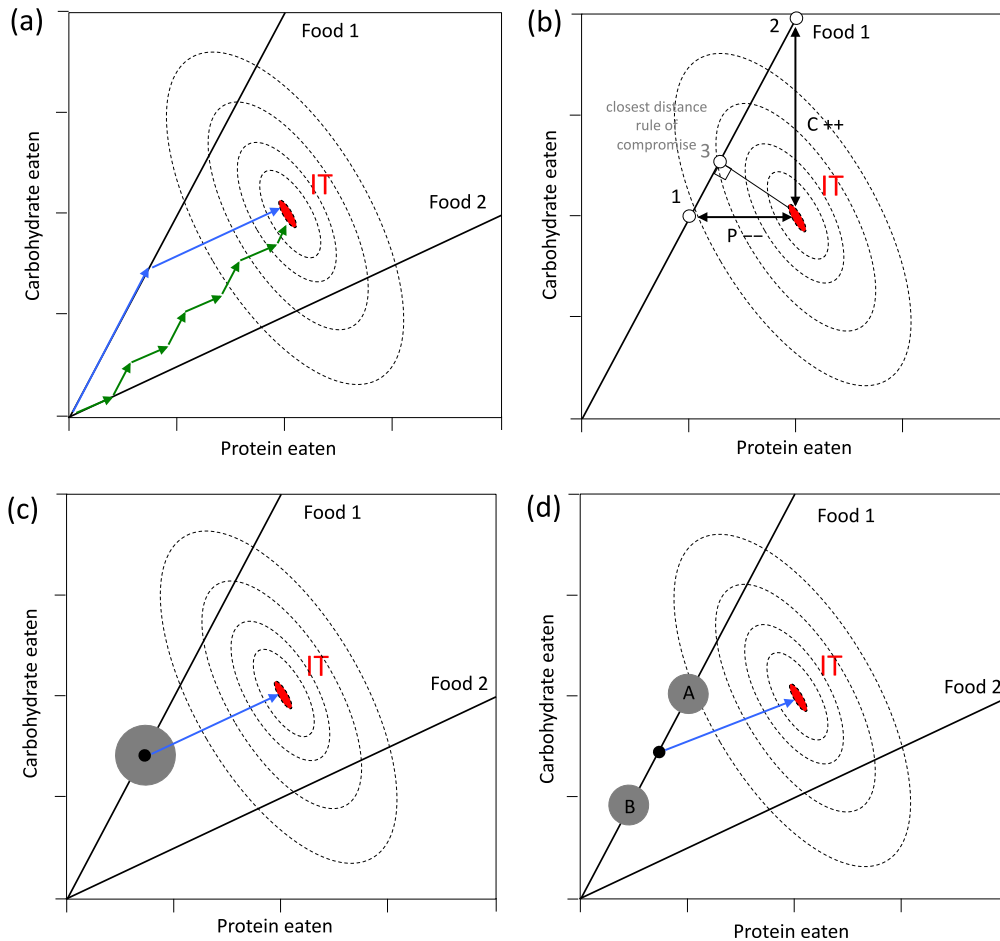 (a)
Food 1
IT
Food 2
Carbohydrate eaten
Protein eaten
(b)
2
Food 1
closest distance
rule of
compromise
3
C ++
IT
1
P −−
Carbohydrate eaten
Protein eaten
(c)
Food 1
IT
Food 2
Carbohydrate eaten
Protein eaten
(d)
Food 1
IT
A
Food 2
B
Carbohydrate eaten
Protein eaten